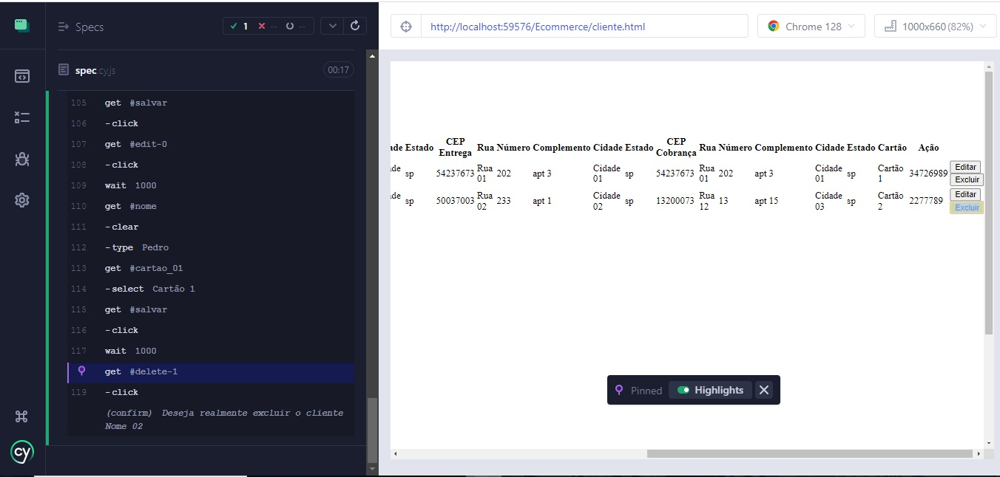 Specs
1 -- --
http://localhost:59576/Ecommerce/cliente.html
Chrome 128
1000x660 (82%)
spec.cy.js
00:17
105 get #salvar
106 -click
107 get #edit-0
108 -click
109 wait 1000
110 get #nome
111 -clear
112 -type Pedro
113 get #cartao_01
114 -select Cartão 1
115 get #salvar
116 -click
117 wait 1000
get #delete-1
119 -click
(confirm) Deseja realmente excluir o cliente
Nome 02
cy
CEP CEP
ade Estado Rua Número Complemento Cidade Estado Rua Número Complemento Cidade Estado Cartão Ação
Entrega Cobrança
de Rua Cidade Rua Cidade Cartão Editar
sp 54237673 202 apt 3 sp 54237673 202 apt 3 sp 34726989
01 01 01 01 1 Excluir
de Rua Cidade Rua Cidade Cartão Editar
sp 50037003 233 apt 1 sp 13200073 13 apt 15 sp 2277789
02 02 12 03 2 Excluir
Pinned Highlights